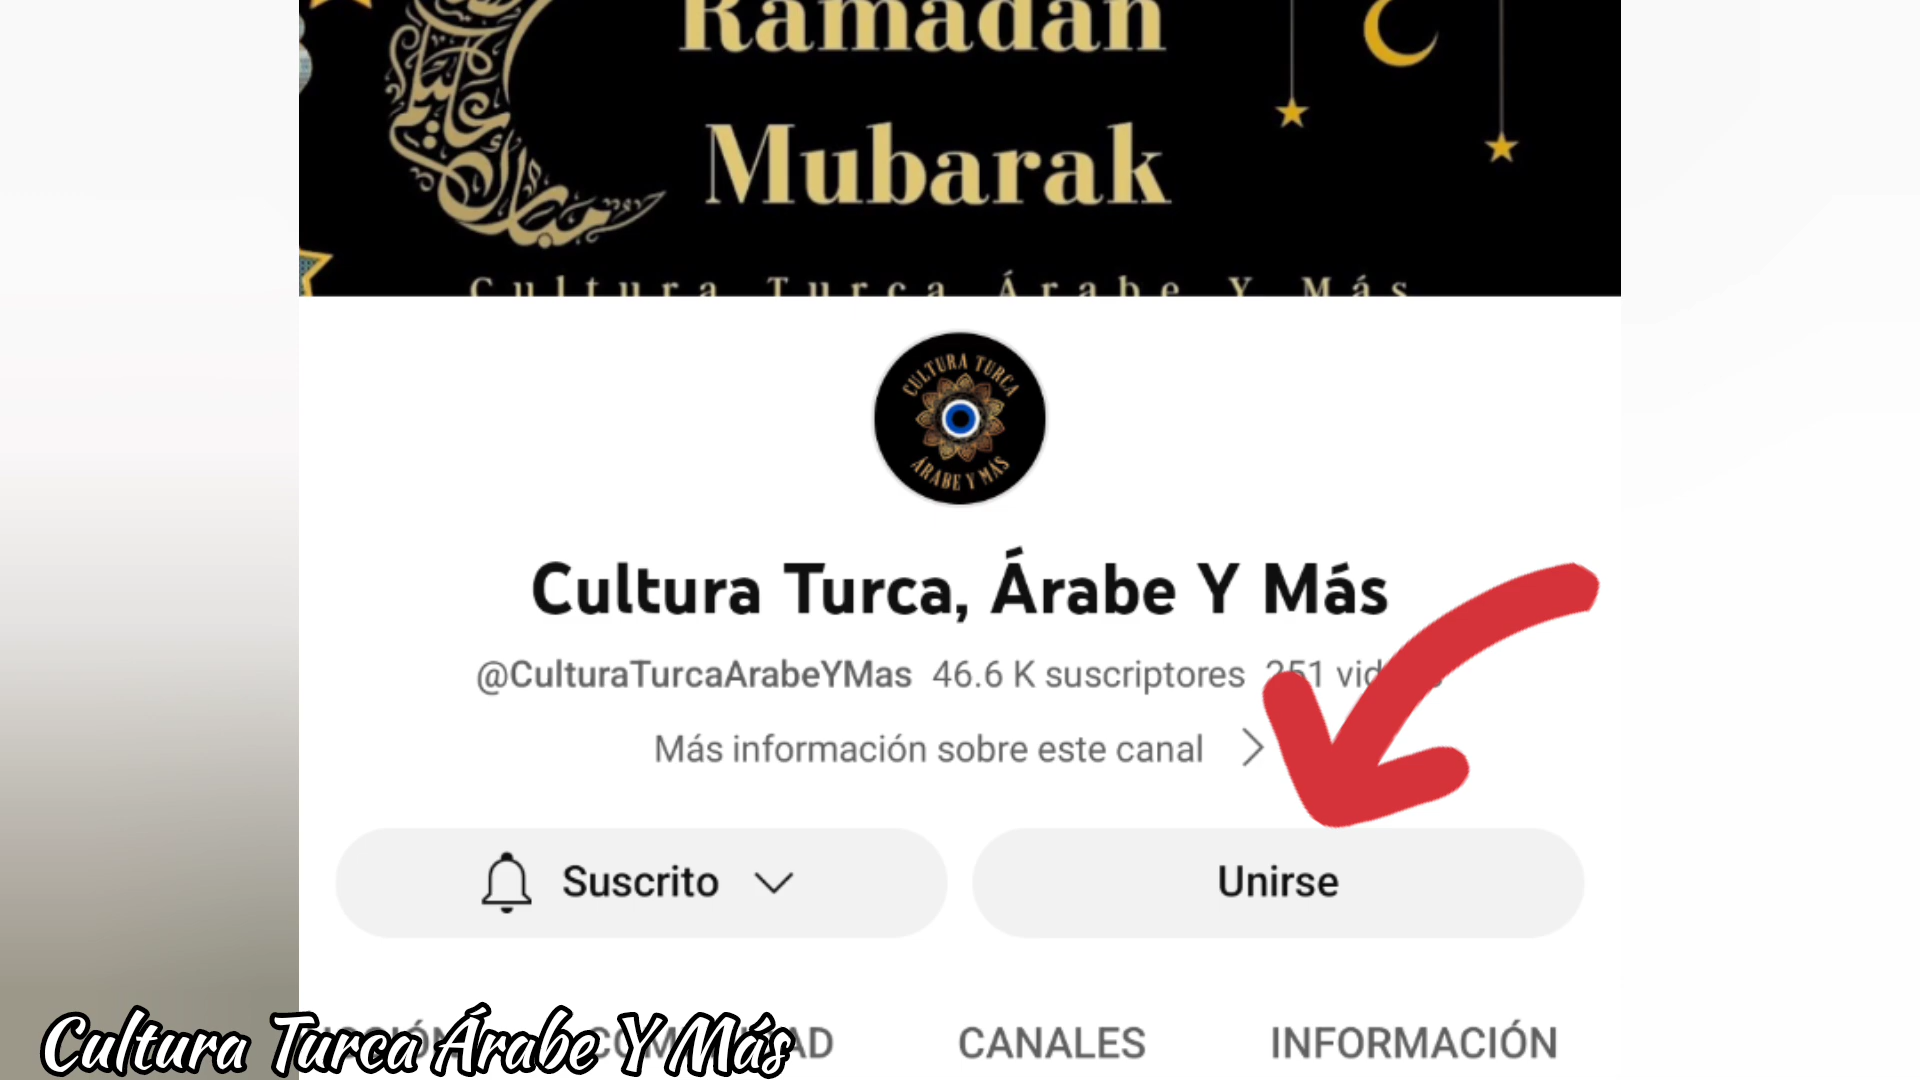 Ramadan
Mubarak
Cultura Turca Árabe Y Más
CULTURA TURCA
ÁRABE Y MÁS
Cultura Turca, Árabe Y Más
@CulturaTurcaArabeYMas 46.6 K suscriptores 251
Más información sobre este canal
Suscrito
Unirse
CANALES INFORMACIÓN
Cultura Turca Árabe Y Más